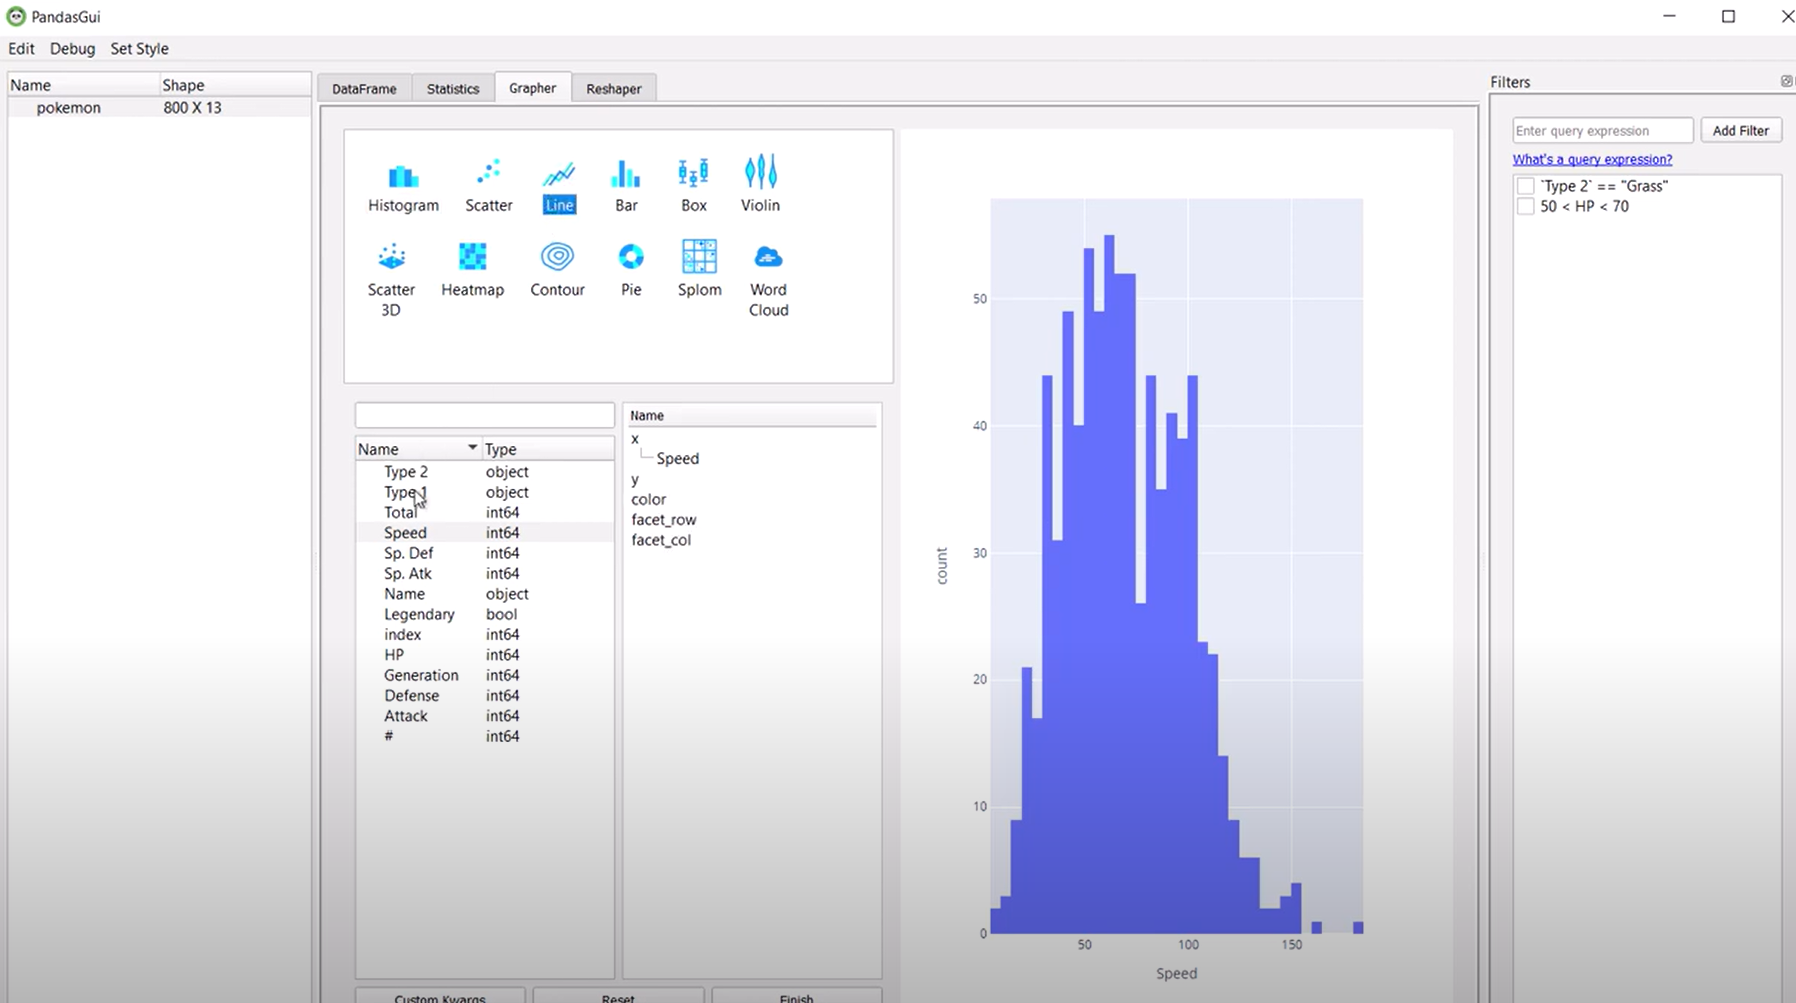 PandasGui
Edit Debug Set Style
Name Shape
pokemon 800 X 13
DataFrame Statistics Grapher Reshaper
Histogram Scatter Line Bar Box Violin
Scatter 3D Heatmap Contour Pie Splom Word Cloud
Name Type
Type 2 object
Type 1 object
Total int64
Speed int64
Sp. Def int64
Sp. Atk int64
Name object
Legendary bool
index int64
HP int64
Generation int64
Defense int64
Attack int64
# int64
Custom Kwargs Reset Finish
Name
x
Speed
y
color
facet_row
facet_col
50
40
30
20
10
0
count
50 100 150
Speed
Filters
Enter query expression Add Filter
What's a query expression?
`Type 2` == "Grass"
50 < HP < 70